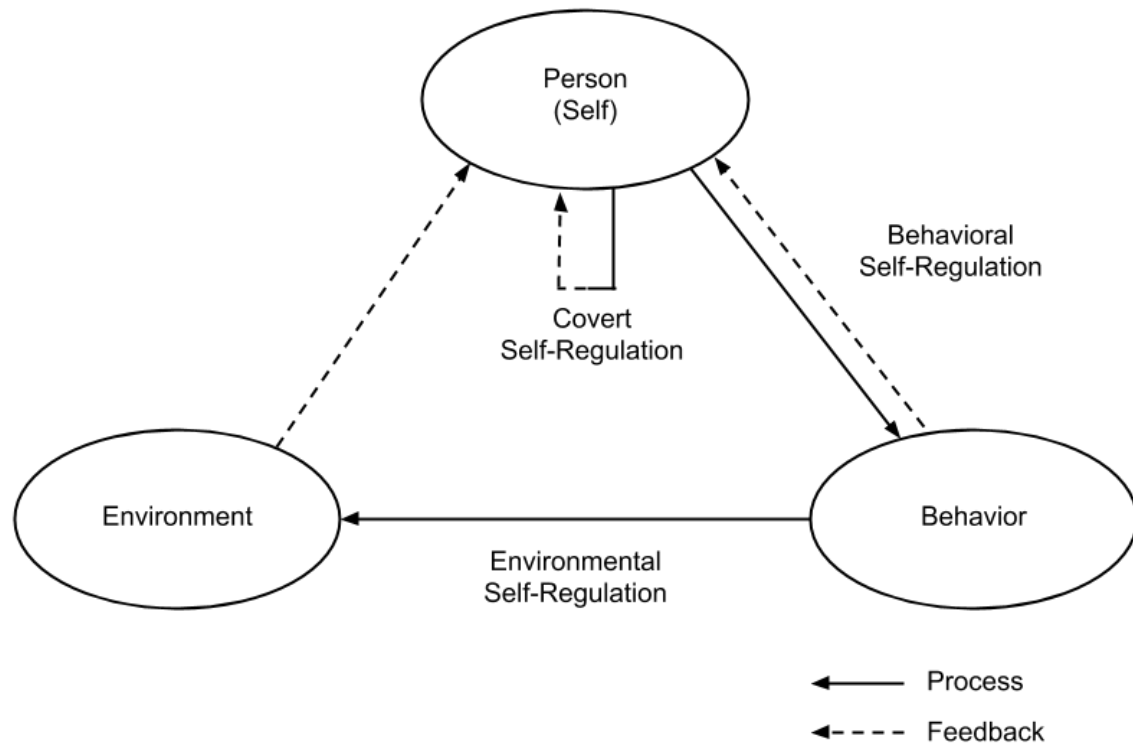 Person
(Self)
Behavioral
Self-Regulation
Covert
Self-Regulation
Environment
Behavior
Environmental
Self-Regulation
Process
Feedback